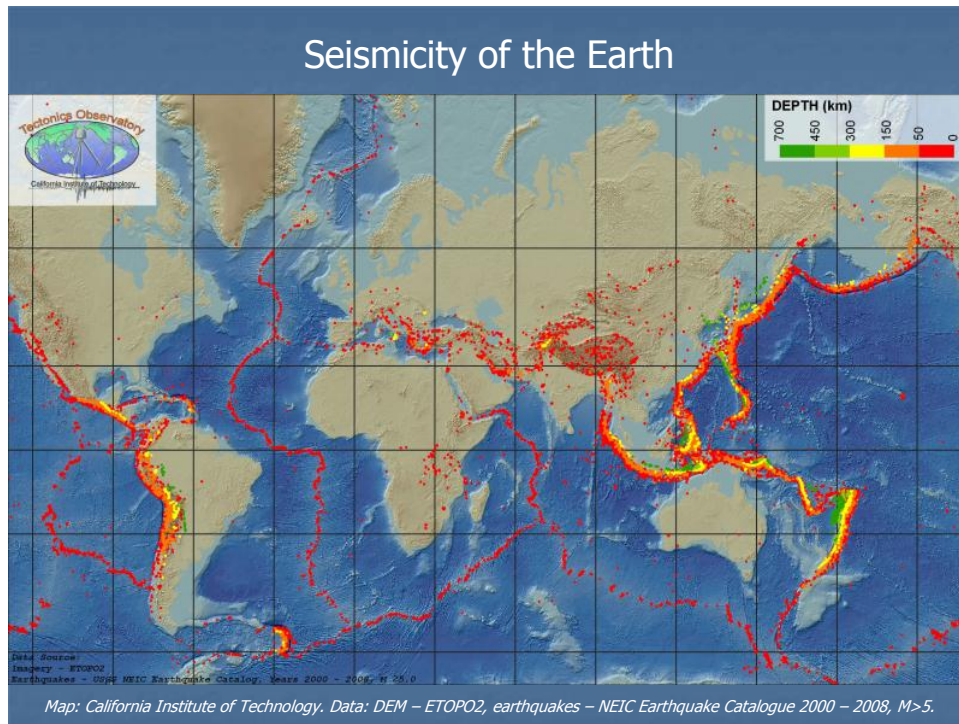 Seismicity of the Earth
Tectonics Observatory
California Institute of Technology
DEPTH (km)
700 450 300 150 50 0
Data Source:
Imagery - ETOPO2
Earthquakes - USGS NEIC Earthquake Catalog, Years 2000 - 2008, M >5.0
Map: California Institute of Technology. Data: DEM – ETOPO2, earthquakes – NEIC Earthquake Catalogue 2000 – 2008, M>5.